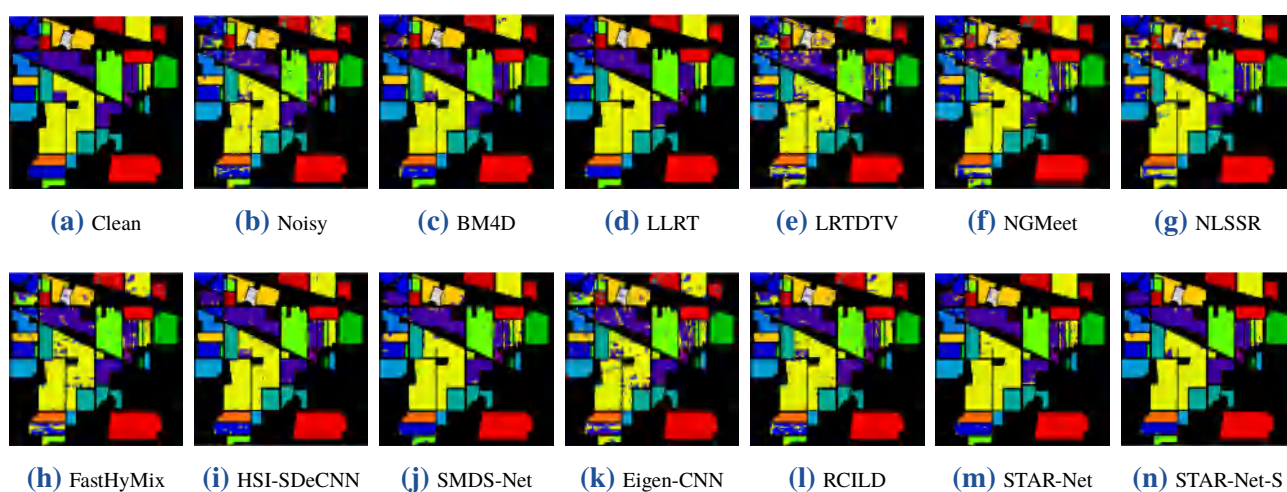 (a) Clean (b) Noisy (c) BM4D (d) LLRT (e) LRTDTV (f) NGMeet (g) NLSSR
(h) FastHyMix (i) HSI-SDeCNN (j) SMDS-Net (k) Eigen-CNN (l) RCILD (m) STAR-Net (n) STAR-Net-S